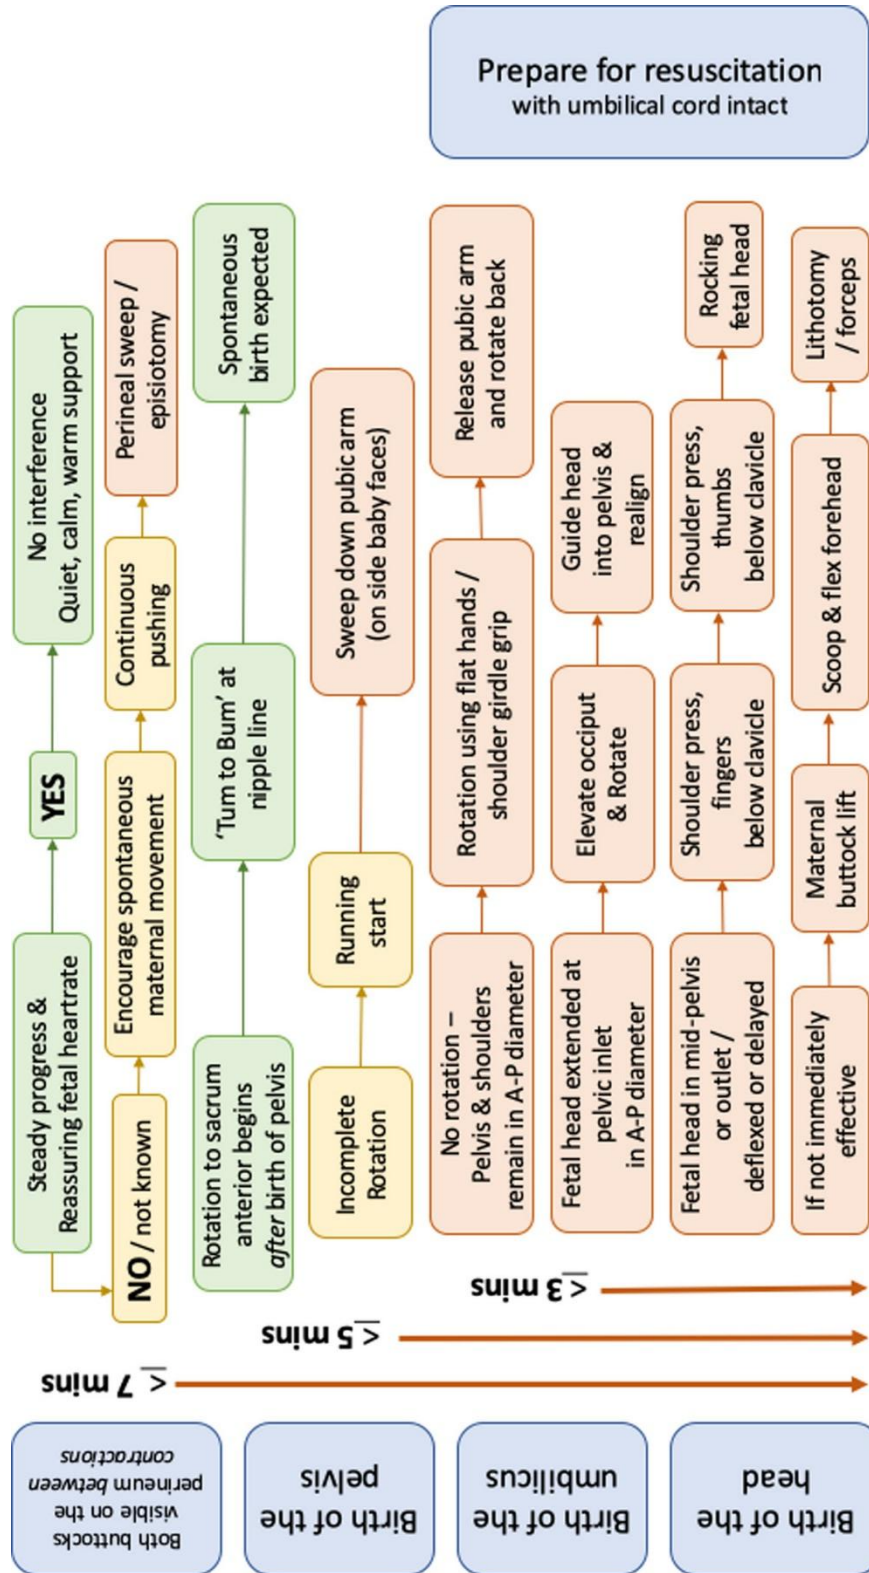 Both buttocks
visible on the
perineum between
contractions
Birth of the
pelvis
Birth of the
umbilicus
Birth of the
head
≤ 7 mins
≤ 5 mins
≤ 3 mins
Steady progress &
Reassuring fetal heartrate
YES
No interference
Quiet, calm, warm support
NO / not known
Encourage spontaneous
maternal movement
Continuous
pushing
Perineal sweep /
episiotomy
Rotation to sacrum
anterior begins
after birth of pelvis
‘Tum to Bum’ at
nipple line
Spontaneous
birth expected
Incomplete
Rotation
Running
start
Sweep down pubic arm
(on side baby faces)
No rotation –
Pelvis & shoulders
remain in A-P diameter
Rotation using flat hands /
shoulder girdle grip
Release pubic arm
and rotate back
Fetal head extended at
pelvic inlet
in A-P diameter
Elevate occiput
& Rotate
Guide head
into pelvis &
realign
Fetal head in mid-pelvis
or outlet /
deflexed or delayed
Shoulder press,
fingers
below clavicle
Shoulder press,
thumbs
below clavicle
Rocking
fetal head
If not immediately
effective
Maternal
buttock lift
Scoop & flex forehead
Lithotomy
/ forceps
Prepare for resuscitation
with umbilical cord intact